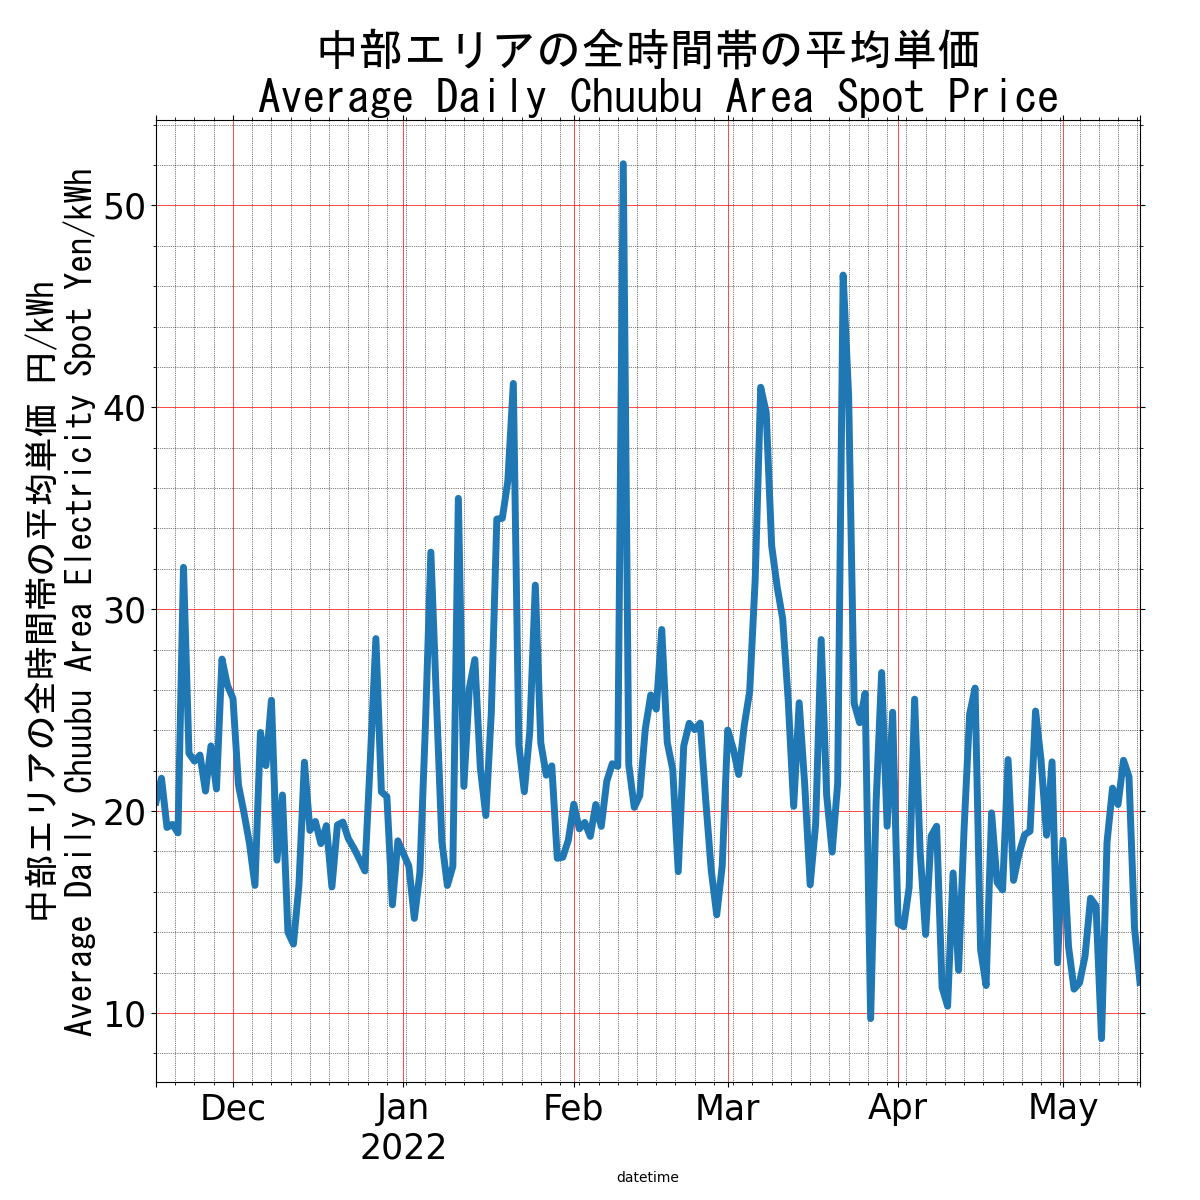 中部エリアの全時間帯の平均単価
Average Daily Chuubu Area Spot Price
中部エリアの全時間帯の平均単価 円/kWh
Average Daily Chuubu Area Electricity Spot Yen/kWh
50
40
30
20
10
Dec
Jan
2022
Feb
Mar
Apr
May
datetime